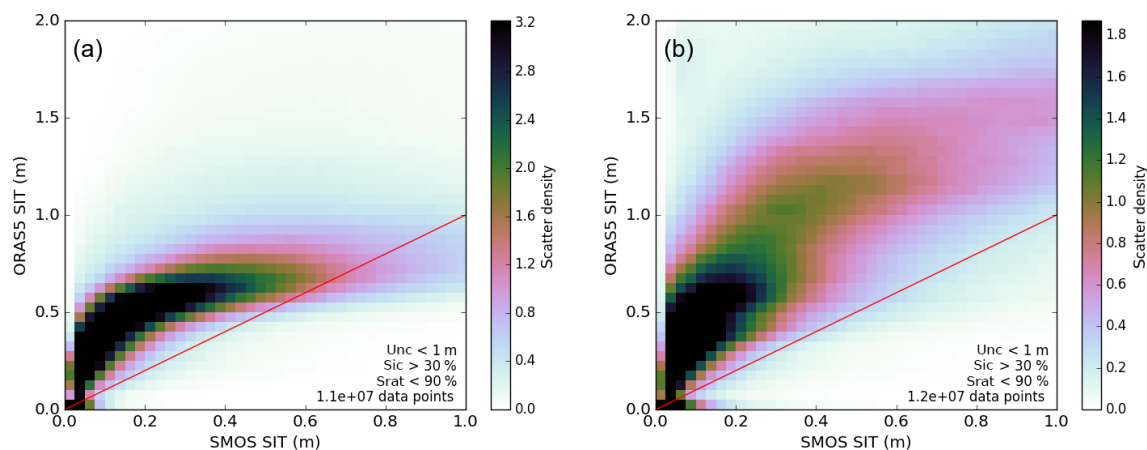 (a)
2.0
1.5
1.0
0.5
0.0
ORAS5 SIT (m)
0.0 0.2 0.4 0.6 0.8 1.0
SMOS SIT (m)
Unc < 1 m
Sic > 30 %
Srat < 90 %
1.1e+07 data points
3.2
2.8
2.4
2.0
1.6
1.2
0.8
0.4
0.0
Scatter density
(b)
2.0
1.5
1.0
0.5
0.0
ORAS5 SIT (m)
0.0 0.2 0.4 0.6 0.8 1.0
SMOS SIT (m)
Unc < 1 m
Sic > 30 %
Srat < 90 %
1.2e+07 data points
1.8
1.6
1.4
1.2
1.0
0.8
0.6
0.4
0.2
0.0
Scatter density